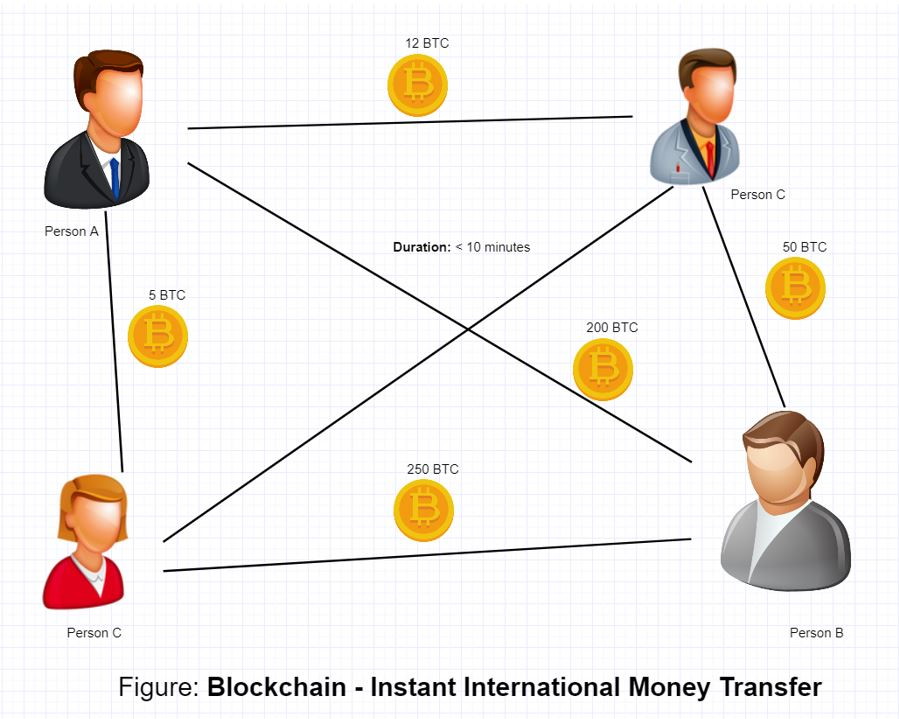 12 BTC
Person C
Person A
Duration: < 10 minutes
50 BTC
5 BTC
200 BTC
250 BTC
Person C
Person B
Figure: Blockchain - Instant International Money Transfer